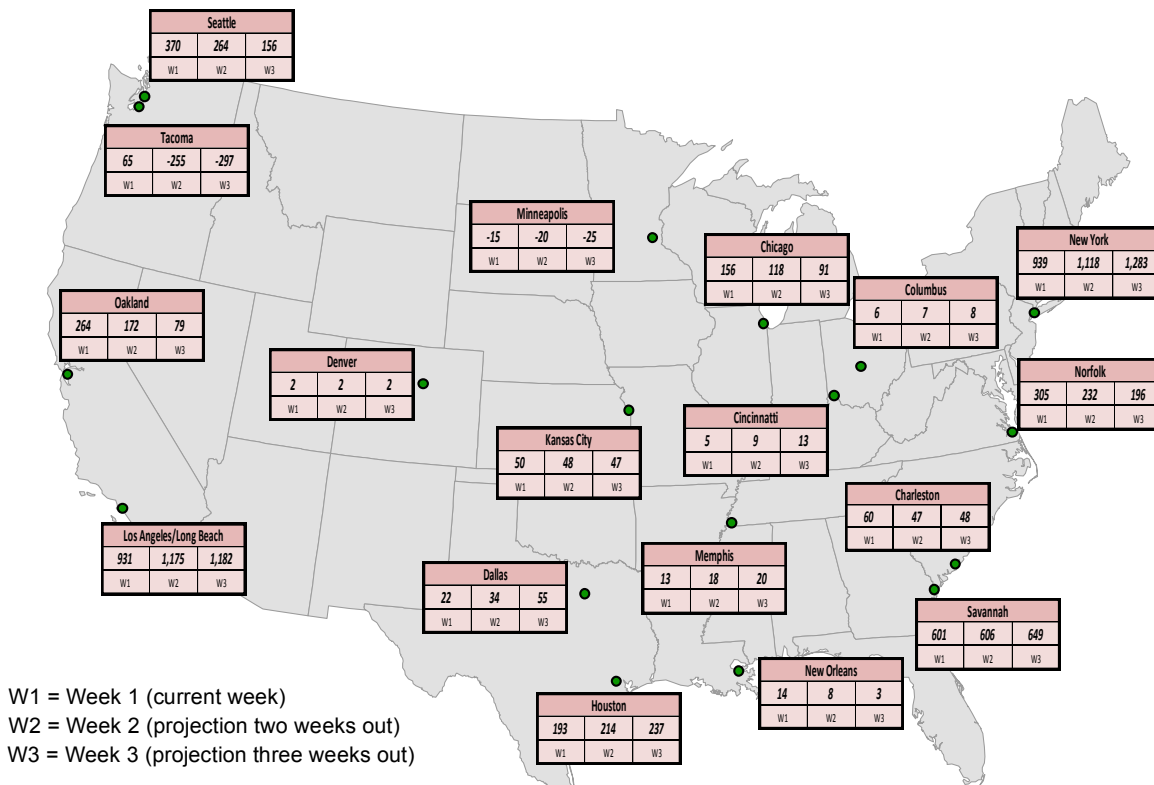 Seattle
370 264 156
W1 W2 W3
Tacoma
65 -255 -297
W1 W2 W3
Minneapolis
-15 -20 -25
W1 W2 W3
Chicago
156 118 91
W1 W2 W3
New York
939 1,118 1,283
W1 W2 W3
Columbus
6 7 8
W1 W2 W3
Oakland
264 172 79
W1 W2 W3
Denver
2 2 2
W1 W2 W3
Norfolk
305 232 196
W1 W2 W3
Cincinnatti
5 9 13
W1 W2 W3
Kansas City
50 48 47
W1 W2 W3
Charleston
60 47 48
W1 W2 W3
Los Angeles/Long Beach
931 1,175 1,182
W1 W2 W3
Memphis
13 18 20
W1 W2 W3
Dallas
22 34 55
W1 W2 W3
Savannah
601 606 649
W1 W2 W3
New Orleans
14 8 3
W1 W2 W3
Houston
193 214 237
W1 W2 W3
W1 = Week 1 (current week)
W2 = Week 2 (projection two weeks out)
W3 = Week 3 (projection three weeks out)